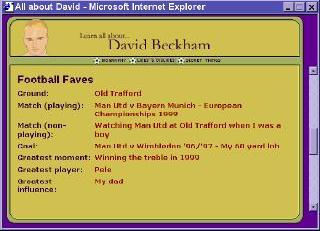 All about David - Microsoft Internet Explorer
Learn all about...
David Beckham
BIOGRAPHY LIKES & DISLIKES SECRET THINGS
Football Faves
Ground: Old Trafford
Match (playing): Man Utd v Bayern Munich - European
Championships 1999
Match (non- Watching Man Utd at Old Trafford when I was
playing): a boy
Goal: Man Utd v Wimbledon '96/'97 - My 60 yard lob
Greatest moment: Winning the treble in 1999
Greatest player: Pele
Greatest My dad
influence: